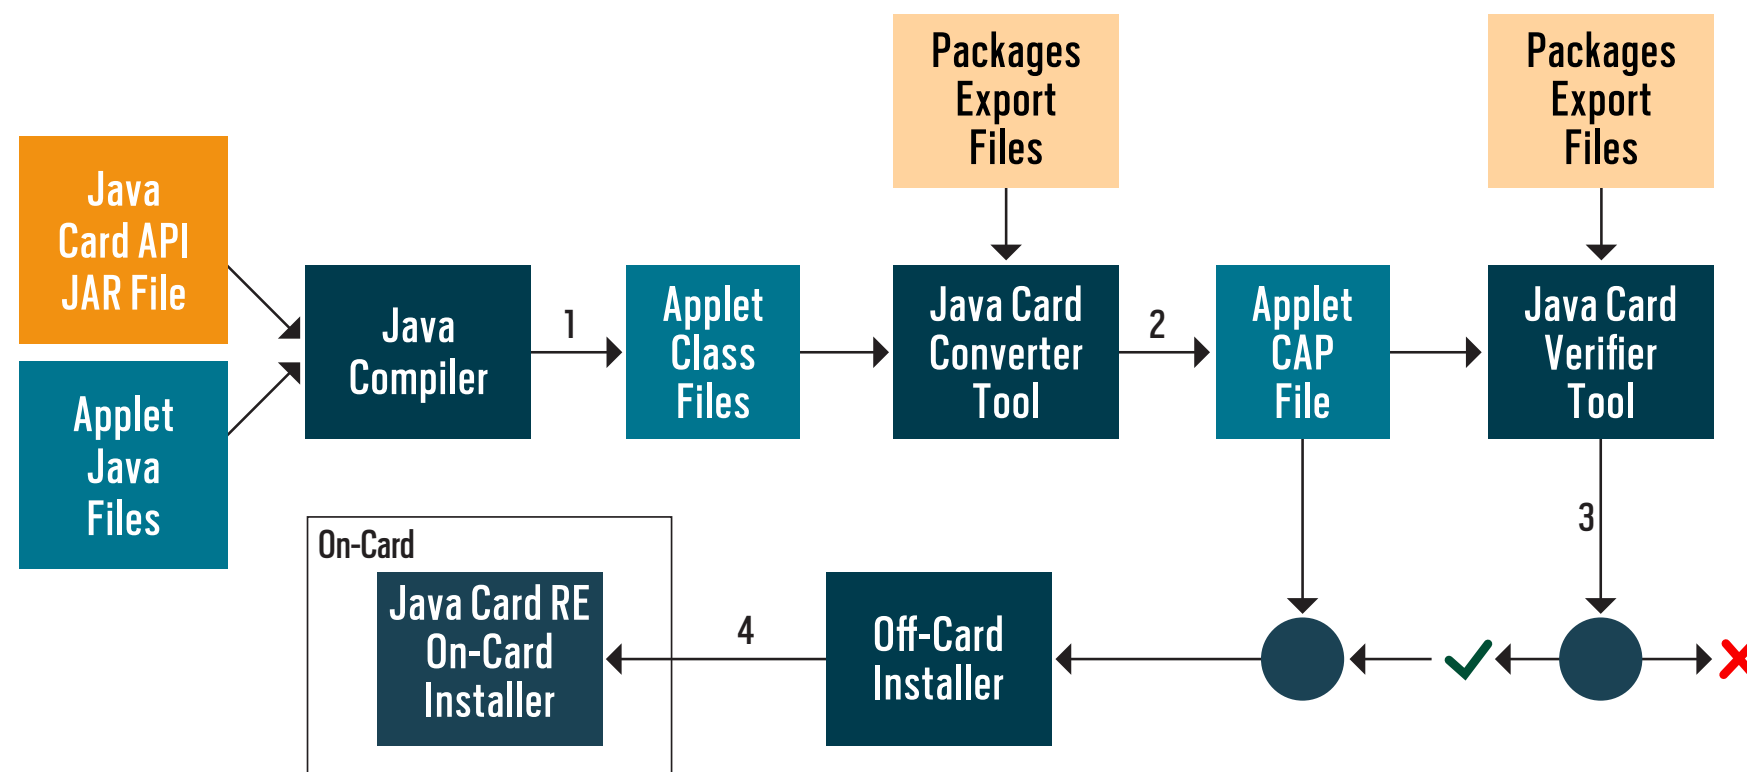 Packages
Export
Files
Packages
Export
Files
Java
Card API
JAR File
Applet
Java
Files
Java
Compiler
1
Applet
Class
Files
Java Card
Converter
Tool
2
Applet
CAP
File
Java Card
Verifier
Tool
3
On-Card
Java Card RE
On-Card
Installer
4
Off-Card
Installer